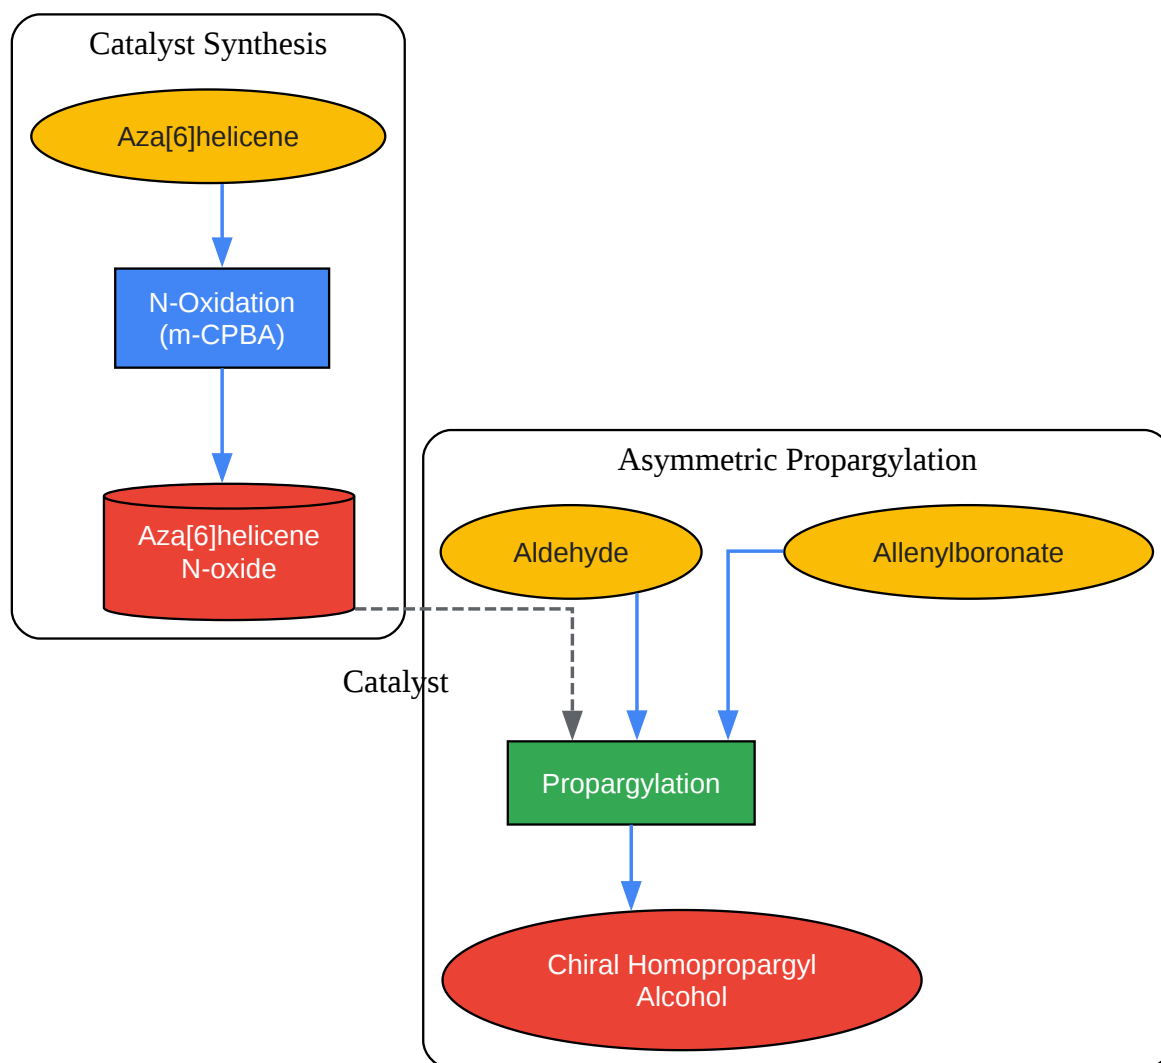 Catalyst Synthesis
Aza[6]helicene
N-Oxidation
(m-CPBA)
Aza[6]helicene
N-oxide
Catalyst
Asymmetric Propargylation
Aldehyde
Allenylboronate
Propargylation
Chiral Homopropargyl
Alcohol